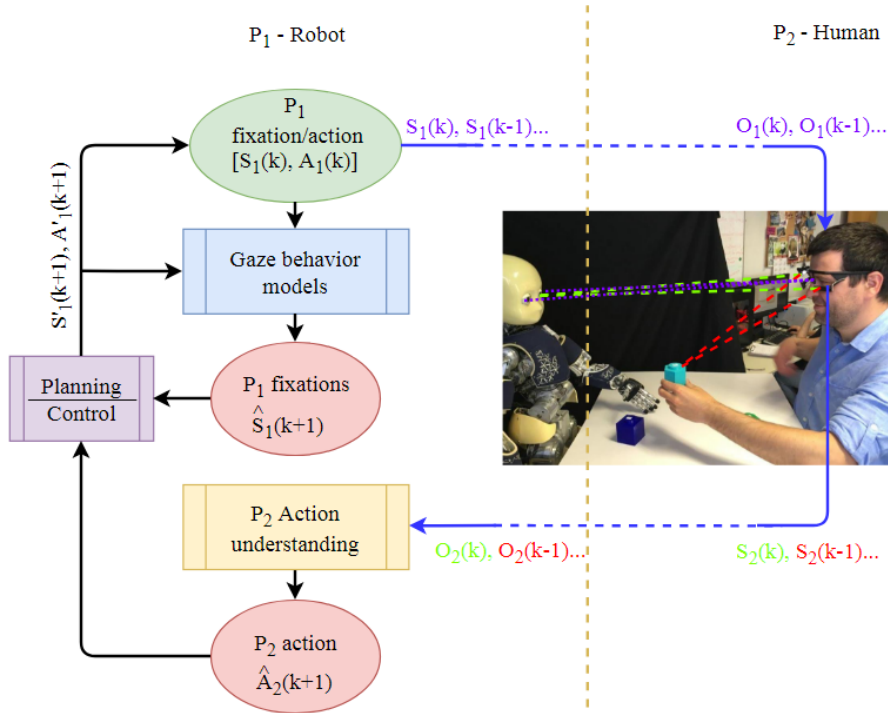 P₁ - Robot
P₂ - Human
P₁
fixation/action
[S₁(k), A₁(k)]
S₁(k), S₁(k-1)...
O₁(k), O₁(k-1)...
S'₁(k+1), A'₁(k+1)
Gaze behavior
models
Planning
Control
P₁ fixations
Ŝ₁(k+1)
P₂ Action
understanding
O₂(k), O₂(k-1)...
S₂(k), S₂(k-1)...
P₂ action
Â₂(k+1)